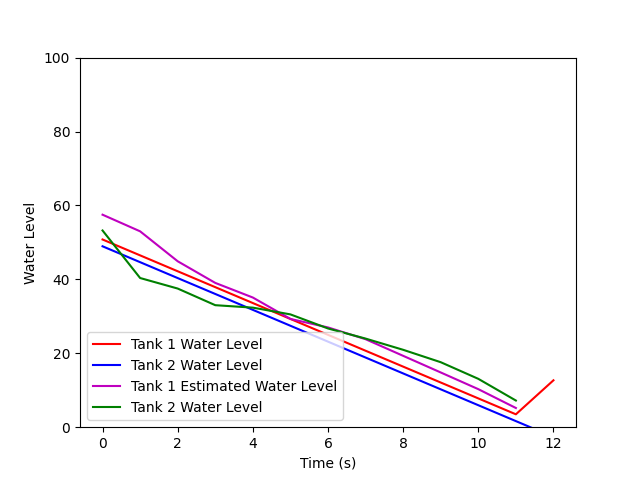 100
80
60
40
20
0
Water Level
Tank 1 Water Level
Tank 2 Water Level
Tank 1 Estimated Water Level
Tank 2 Water Level
0 2 4 6 8 10 12
Time (s)